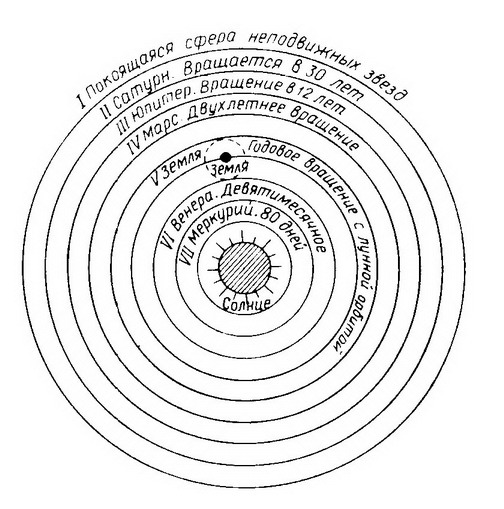 I Покоящаяся сфера неподвижных звезд
II Сатурн. Вращается в 30 лет
III Юпитер. Вращение в 12 лет
IV Марс Двухлетнее вращение
V Земля Годовое вращение с лунной орбитой
Земля
VI Венера. Девятимесячное
VII Меркурий. 80 дней
Солнце